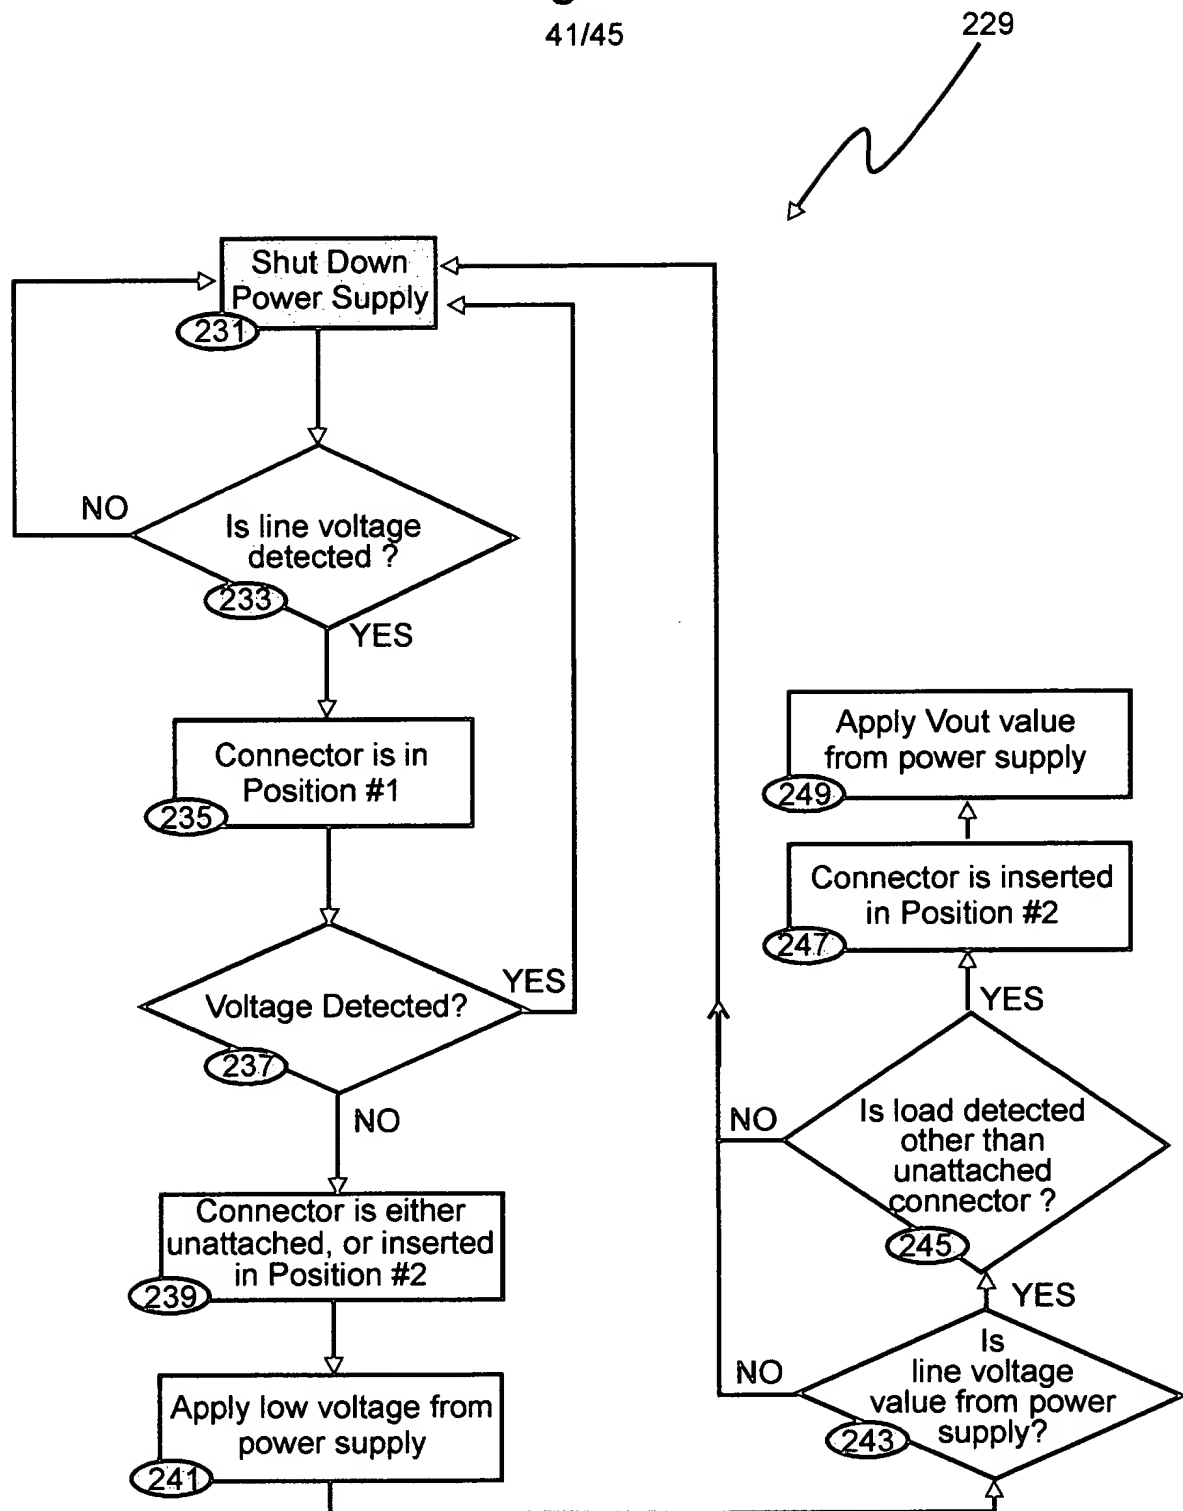 41/45
229
Shut Down
Power Supply
231
NO
Is line voltage
detected ?
233
YES
Connector is in
Position #1
235
YES
Voltage Detected?
237
NO
Connector is either
unattached, or inserted
in Position #2
239
Apply low voltage from
power supply
241
Apply Vout value
from power supply
249
Connector is inserted
in Position #2
247
YES
NO
Is load detected
other than
unattached
connector ?
245
YES
NO
Is
line voltage
value from power
supply?
243